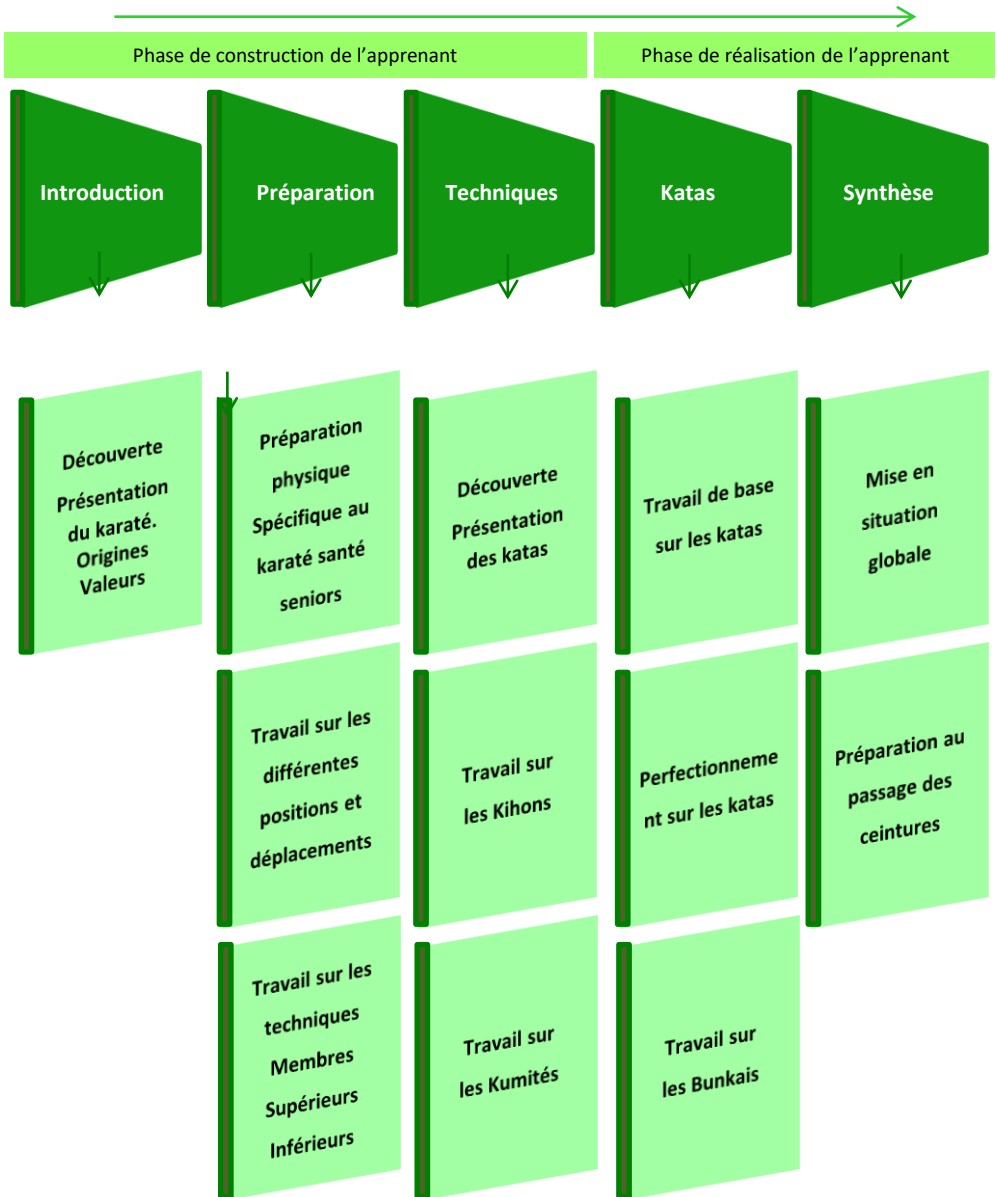 Phase de construction de l’apprenant
Phase de réalisation de l’apprenant
Introduction
Préparation
Techniques
Katas
Synthèse
Découverte
Présentation
du karaté.
Origines
Valeurs
Préparation
physique
Spécifique au
karaté santé
seniors
Découverte
Présentation
des katas
Travail de base
sur les katas
Mise en
situation
globale
Travail sur les
différentes
positions et
déplacements
Travail sur
les Kihons
Perfectionneme
nt sur les katas
Préparation au
passage des
ceintures
Travail sur les
techniques
Membres
Supérieurs
Inférieurs
Travail sur
les Kumités
Travail sur
les Bunkais